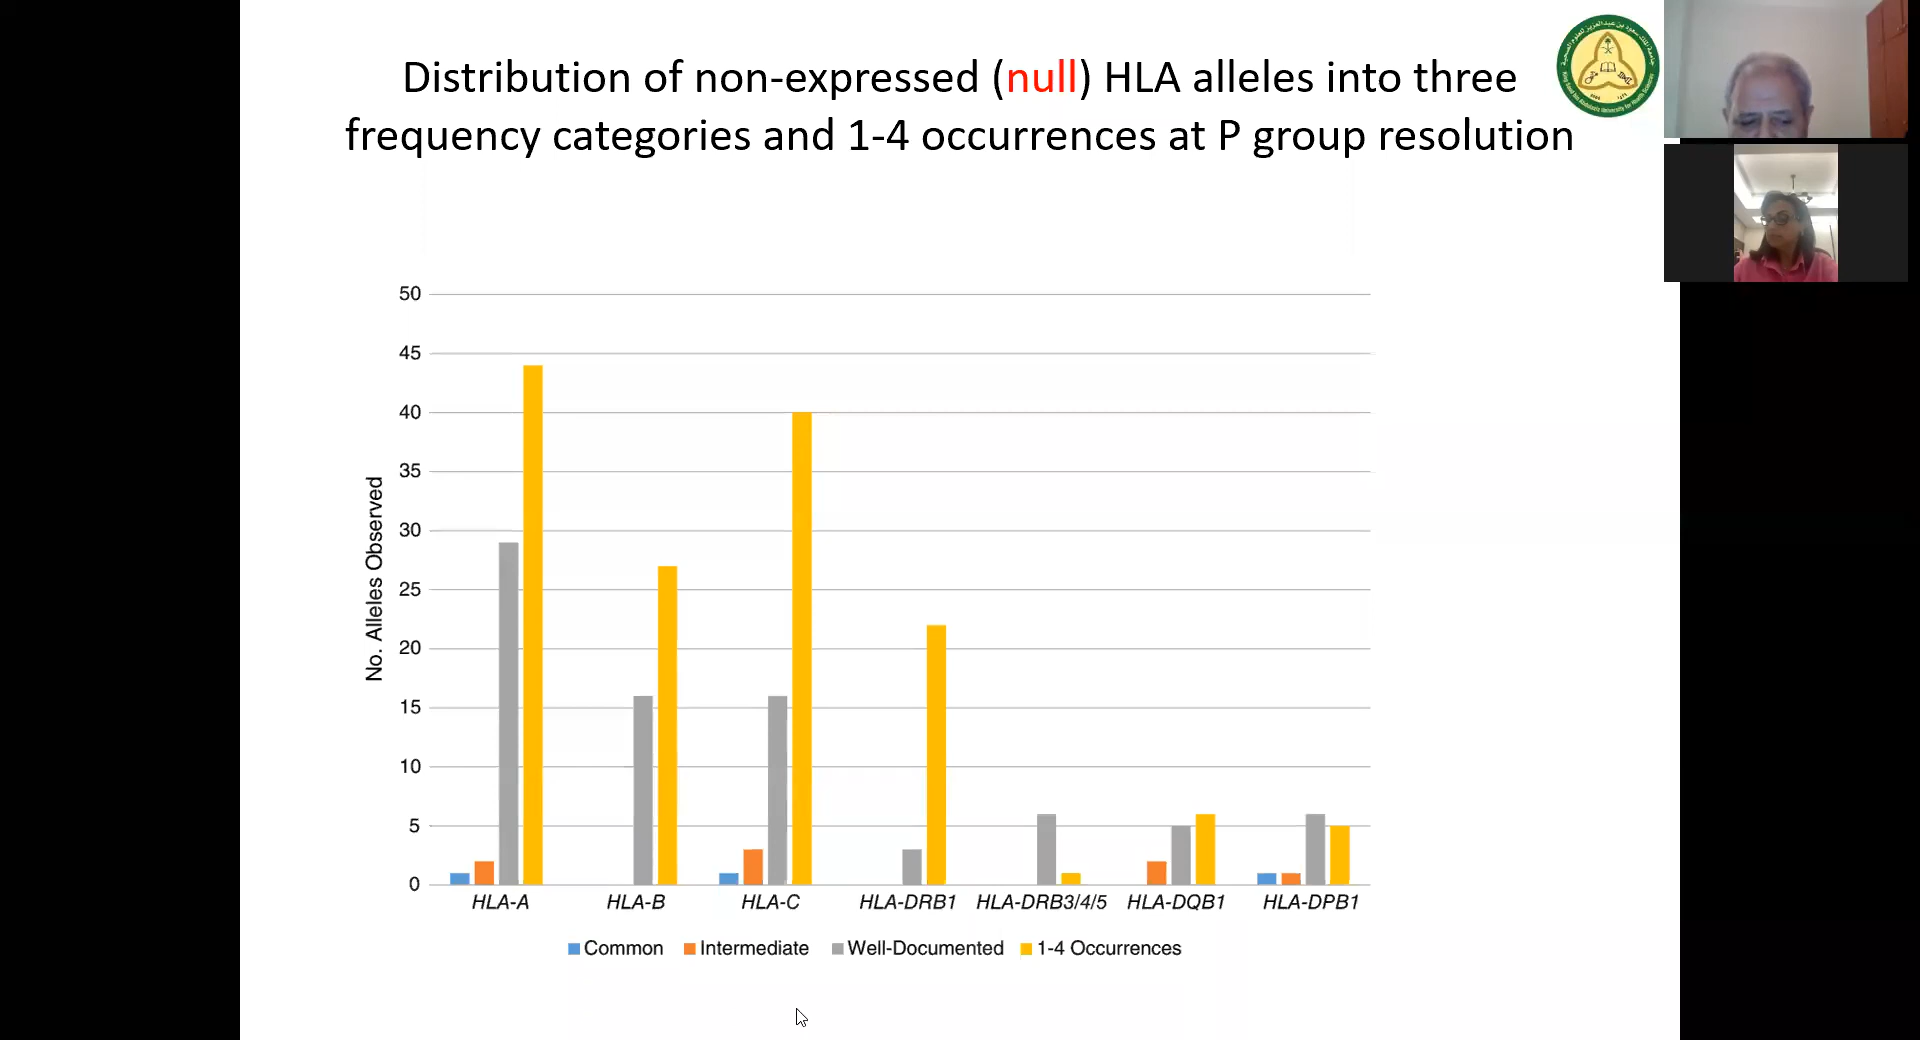 Distribution of non-expressed (null) HLA alleles into three
frequency categories and 1-4 occurrences at P group resolution
No. Alleles Observed
50
45
40
35
30
25
20
15
10
5
0
HLA-A HLA-B HLA-C HLA-DRB1 HLA-DRB3/4/5 HLA-DQB1 HLA-DPB1
Common Intermediate Well-Documented 1-4 Occurrences